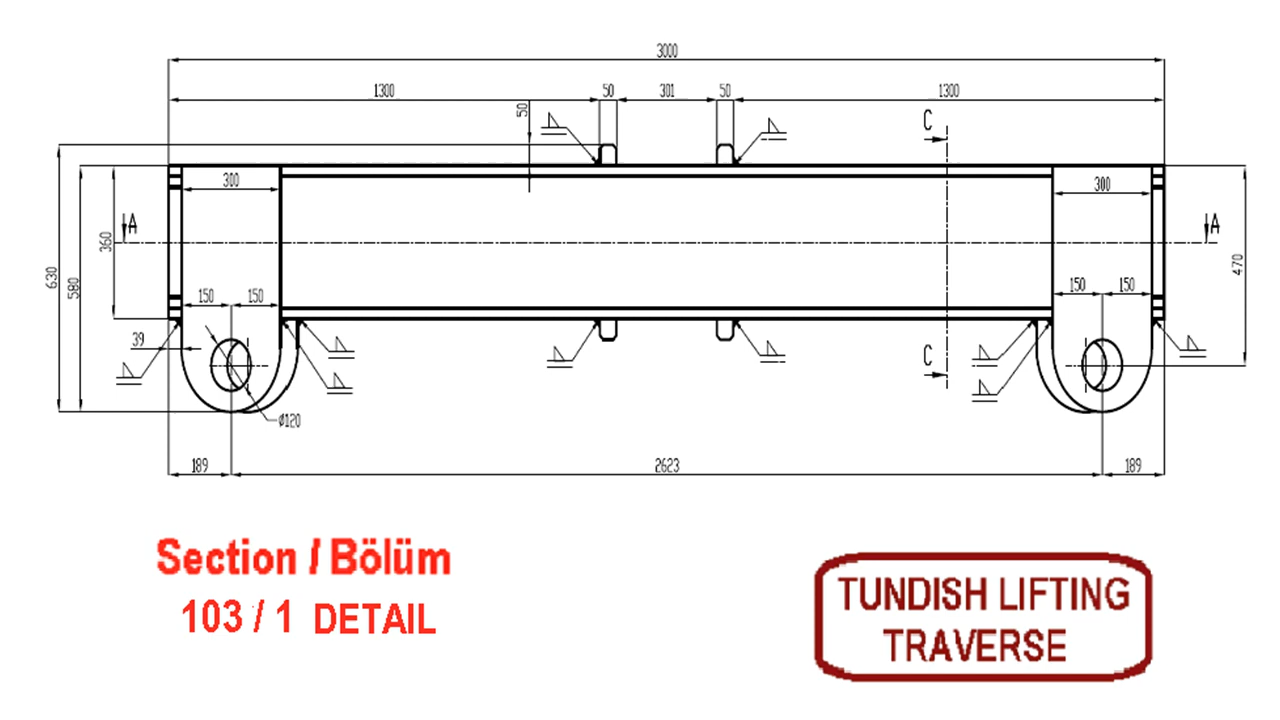 3000
1300 50 301 50 1300
50
C
300 300
A A
360
630 580 470
150 150 150 150
39
C
Ø120
189 2623 189
Section / Bölüm
103 / 1 DETAIL
TUNDISH LIFTING
TRAVERSE